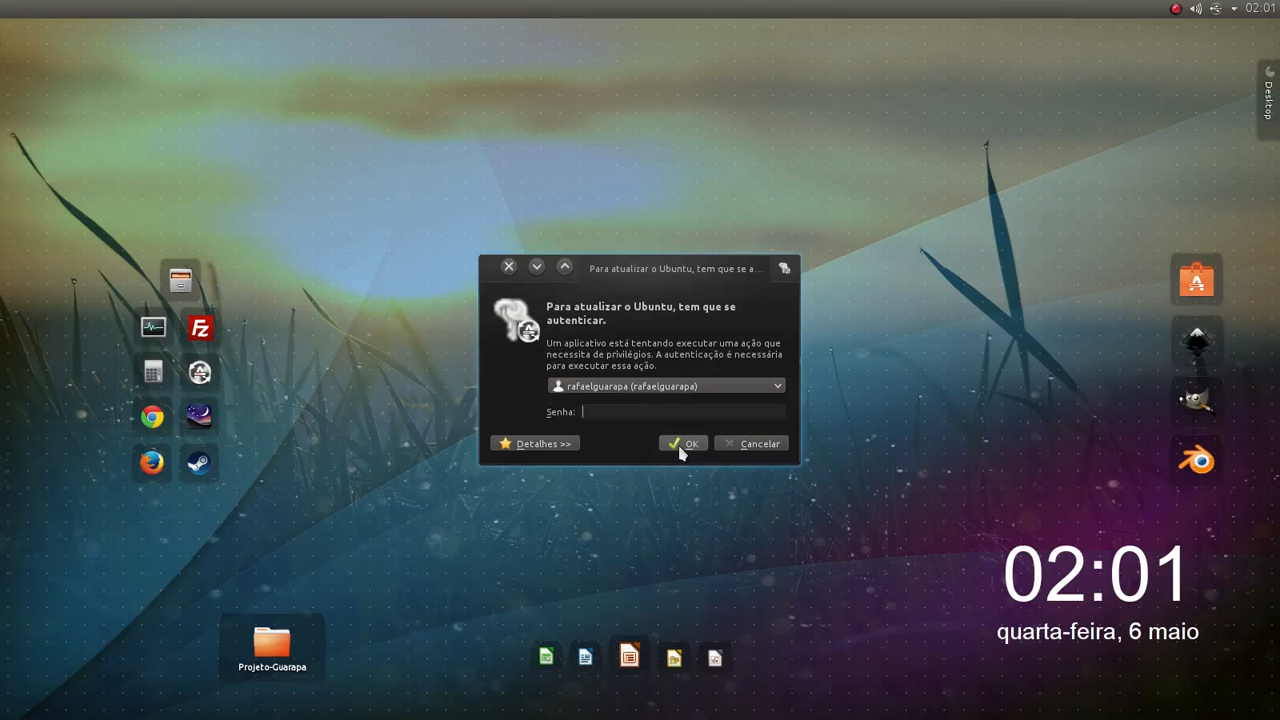 02:01
Desktop
Para atualizar o Ubuntu, tem que se a...
Para atualizar o Ubuntu, tem que se
autenticar.
Um aplicativo está tentando executar uma ação que
necessita de privilégios. A autenticação é necessária
para executar essa ação.
rafaelguarapa (rafaelguarapa)
Senha:
Detalhes >>
OK
Cancelar
Fz
02:01
quarta-feira, 6 maio
Projeto-Guarapa